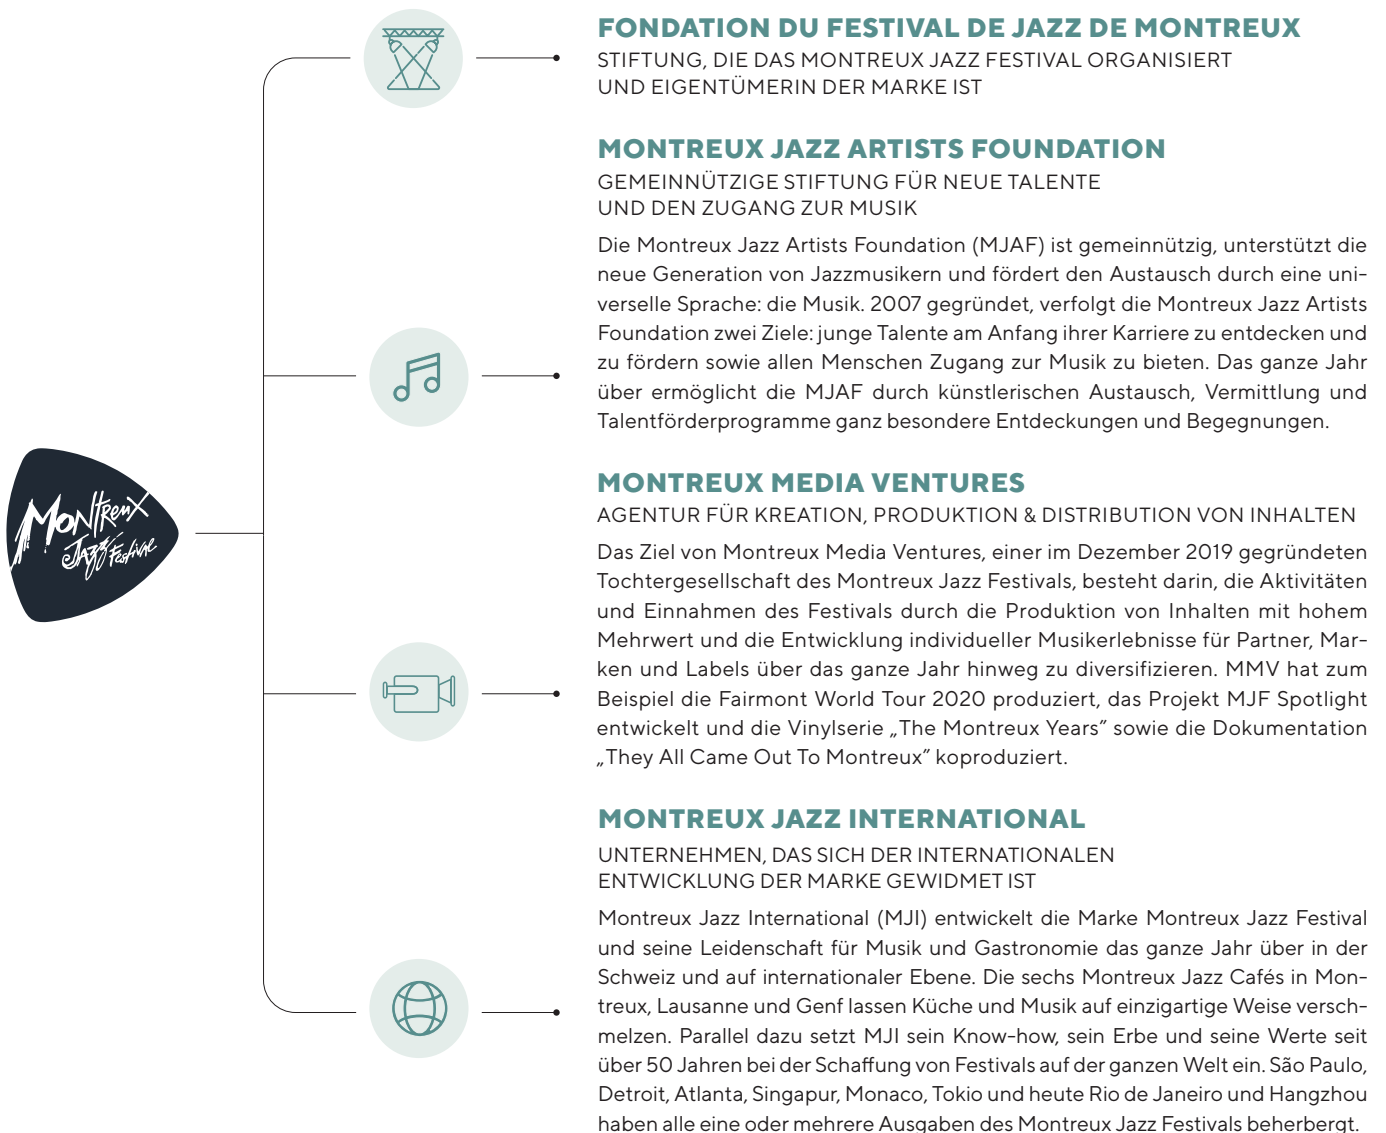 FONDATION DU FESTIVAL DE JAZZ DE MONTREUX
STIFTUNG, DIE DAS MONTREUX JAZZ FESTIVAL ORGANISIERT
UND EIGENTÜMERIN DER MARKE IST
MONTREUX JAZZ ARTISTS FOUNDATION
GEMEINNÜTZIGE STIFTUNG FÜR NEUE TALENTE
UND DEN ZUGANG ZUR MUSIK
Die Montreux Jazz Artists Foundation (MJAF) ist gemeinnützig, unterstützt die
neue Generation von Jazzmusikern und fördert den Austausch durch eine uni-
verselle Sprache: die Musik. 2007 gegründet, verfolgt die Montreux Jazz Artists
Foundation zwei Ziele: junge Talente am Anfang ihrer Karriere zu entdecken und
zu fördern sowie allen Menschen Zugang zur Musik zu bieten. Das ganze Jahr
über ermöglicht die MJAF durch künstlerischen Austausch, Vermittlung und
Talentförderprogramme ganz besondere Entdeckungen und Begegnungen.
Montreux
Jazz Festival
MONTREUX MEDIA VENTURES
AGENTUR FÜR KREATION, PRODUKTION & DISTRIBUTION VON INHALTEN
Das Ziel von Montreux Media Ventures, einer im Dezember 2019 gegründeten
Tochtergesellschaft des Montreux Jazz Festivals, besteht darin, die Aktivitäten
und Einnahmen des Festivals durch die Produktion von Inhalten mit hohem
Mehrwert und die Entwicklung individueller Musikerlebnisse für Partner, Mar-
ken und Labels über das ganze Jahr hinweg zu diversifizieren. MMV hat zum
Beispiel die Fairmont World Tour 2020 produziert, das Projekt MJF Spotlight
entwickelt und die Vinylserie „The Montreux Years” sowie die Dokumentation
„They All Came Out To Montreux” koproduziert.
MONTREUX JAZZ INTERNATIONAL
UNTERNEHMEN, DAS SICH DER INTERNATIONALEN
ENTWICKLUNG DER MARKE GEWIDMET IST
Montreux Jazz International (MJI) entwickelt die Marke Montreux Jazz Festival
und seine Leidenschaft für Musik und Gastronomie das ganze Jahr über in der
Schweiz und auf internationaler Ebene. Die sechs Montreux Jazz Cafés in Mon-
treux, Lausanne und Genf lassen Küche und Musik auf einzigartige Weise versch-
melzen. Parallel dazu setzt MJI sein Know-how, sein Erbe und seine Werte seit
über 50 Jahren bei der Schaffung von Festivals auf der ganzen Welt ein. São Paulo,
Detroit, Atlanta, Singapur, Monaco, Tokio und heute Rio de Janeiro und Hangzhou
haben alle eine oder mehrere Ausgaben des Montreux Jazz Festivals beherbergt.